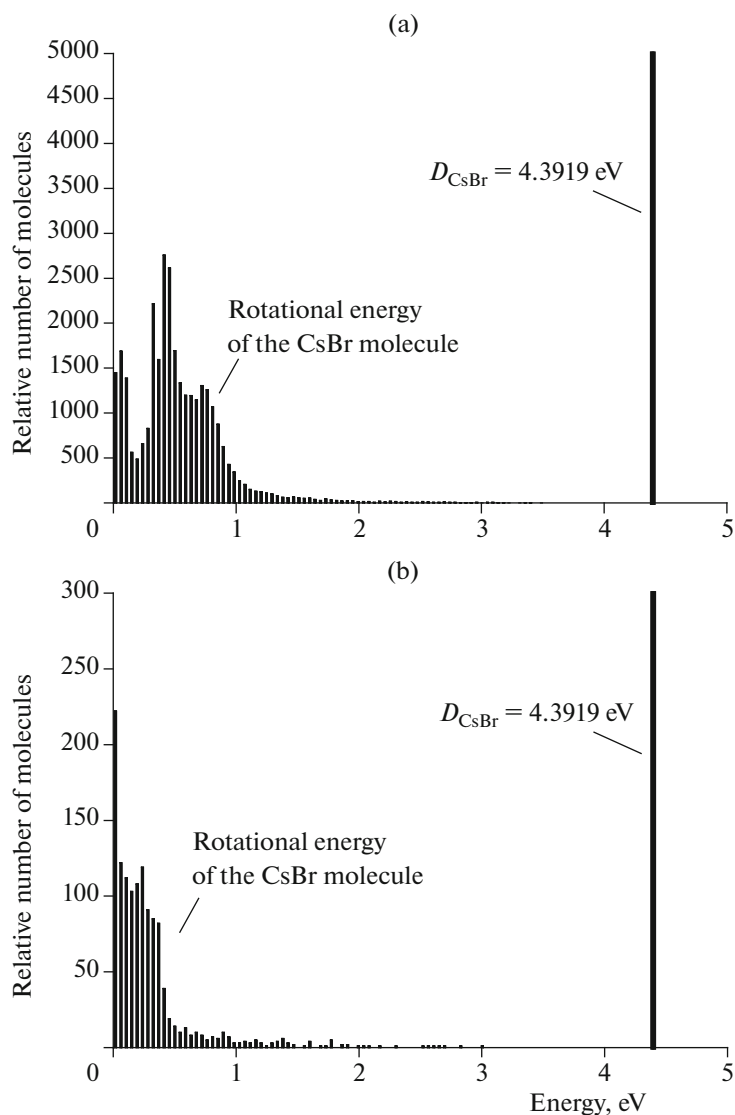 (a)
Relative number of molecules
5000
4500
4000
3500
3000
2500
2000
1500
1000
500
0
1
2
3
4
5
D_CsBr = 4.3919 eV
Rotational energy
of the CsBr molecule
(b)
Relative number of molecules
300
250
200
150
100
50
0
1
2
3
4
5
D_CsBr = 4.3919 eV
Rotational energy
of the CsBr molecule
Energy, eV